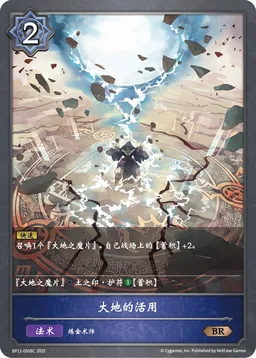 2
快速
召唤1个『大地之魔片』。自己战场上的【蓄积】+2。
『大地之魔片』:土之印·护符 1【蓄积】
大地的活用
法术 炼金术师 BR
EP11-050SC 2025 © Cygames, Inc. Published by NetEase Games